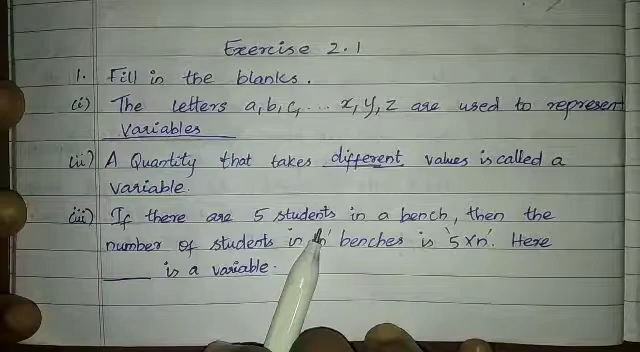 Exercise 2.1
1. Fill in the blanks.
(i) The letters a, b, c, ... x, y, z are used to represent
variables
(ii) A Quantity that takes different values is called a
variable.
(iii) If there are 5 students in a bench, then the
number of students in 'n' benches is '5×n'. Here
____ is a variable.